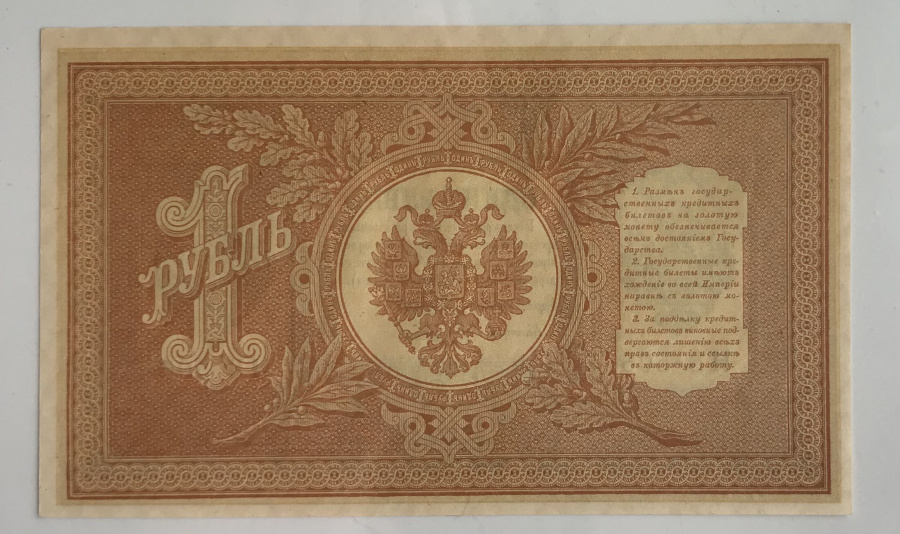 1
РУБЛЬ
1. Размѣнъ государ-
ственныхъ кредитныхъ
билетовъ на золотую
монету обезпечивается
всѣмъ достояніемъ Госу-
дарства.
2. Государственные кре-
дитные билеты имѣютъ
хожденіе во всей Имперіи
наравнѣ съ золотою мо-
нетою.
3. За поддѣлку кредит-
ныхъ билетовъ виновные под-
вергаются лишенію всѣхъ
правъ состоянія и ссылкѣ
въ каторжную работу.